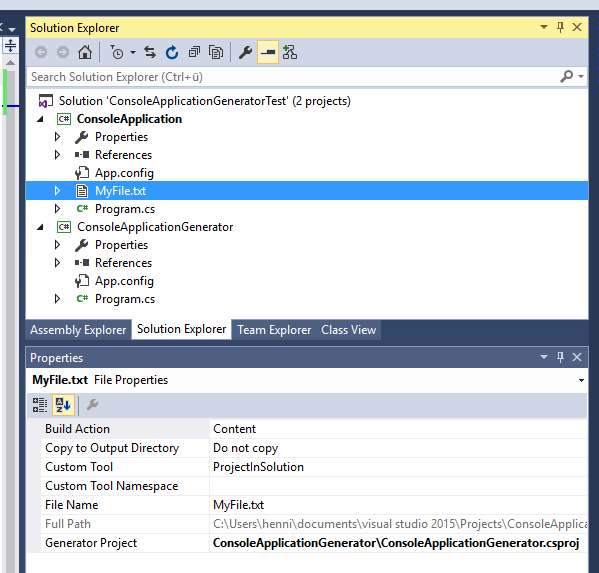 Solution Explorer
Search Solution Explorer (Ctrl+ü)
Solution 'ConsoleApplicationGeneratorTest' (2 projects)
C# ConsoleApplication
Properties
References
App.config
MyFile.txt
C# Program.cs
C# ConsoleApplicationGenerator
Properties
References
App.config
C# Program.cs
Assembly Explorer Solution Explorer Team Explorer Class View
Properties
MyFile.txt File Properties
Build Action Content
Copy to Output Directory Do not copy
Custom Tool ProjectInSolution
Custom Tool Namespace
File Name MyFile.txt
Full Path C:\Users\henni\documents\visual studio 2015\Projects\ConsoleApplica
Generator Project ConsoleApplicationGenerator\ConsoleApplicationGenerator.csproj